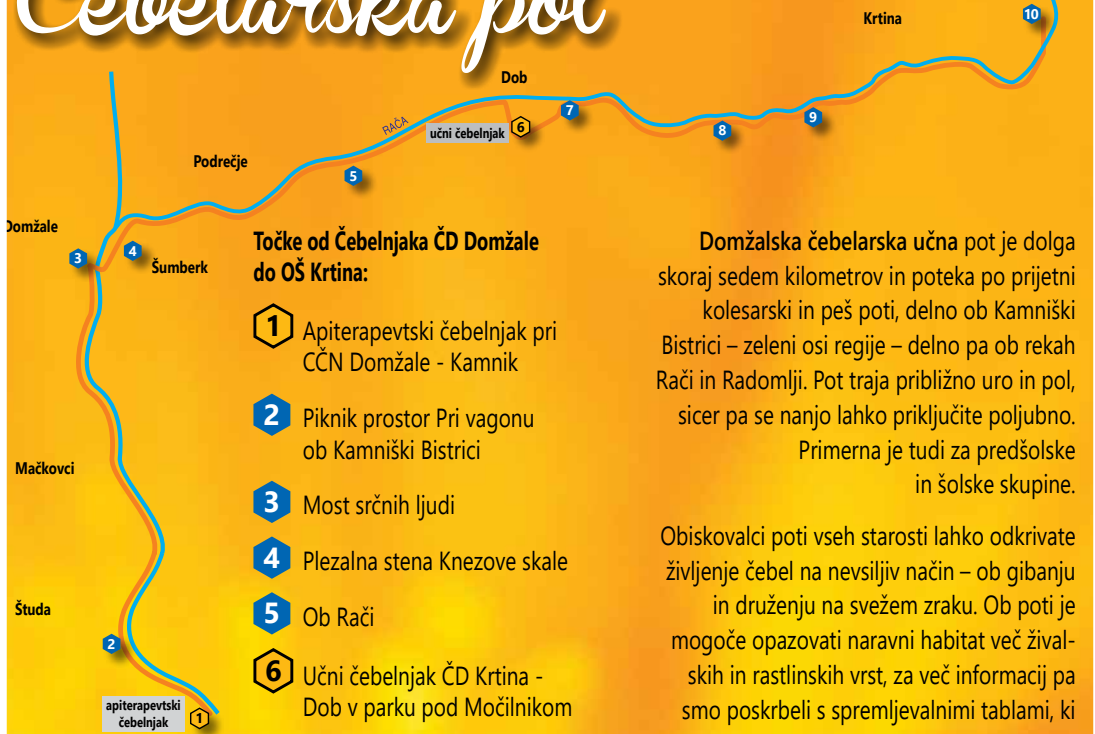 Čebelarska pot
Krtina
10
Dob
7
RAČA
učni čebelnjak
6
8
9
Podrečje
5
Domžale
3
4
Šumberk
Mačkovci
Študa
2
apiterapevtski
čebelnjak
1
Točke od Čebelnjaka ČD Domžale
do OŠ Krtina:
1 Apiterapevtski čebelnjak pri
CČN Domžale - Kamnik
2 Piknik prostor Pri vagonu
ob Kamniški Bistrici
3 Most srčnih ljudi
4 Plezalna stena Knezove skale
5 Ob Rači
6 Učni čebelnjak ČD Krtina -
Dob v parku pod Močilnikom
Domžalska čebelarska učna pot je dolga
skoraj sedem kilometrov in poteka po prijetni
kolesarski in peš poti, delno ob Kamniški
Bistrici – zeleni osi regije – delno pa ob rekah
Rači in Radomlji. Pot traja približno uro in pol,
sicer pa se nanjo lahko priključite poljubno.
Primerna je tudi za predšolske
in šolske skupine.
Obiskovalci poti vseh starosti lahko odkrivate
življenje čebel na nevsiljiv način – ob gibanju
in druženju na svežem zraku. Ob poti je
mogoče opazovati naravni habitat več žival-
skih in rastlinskih vrst, za več informacij pa
smo poskrbeli s spremljevalnimi tablami, ki